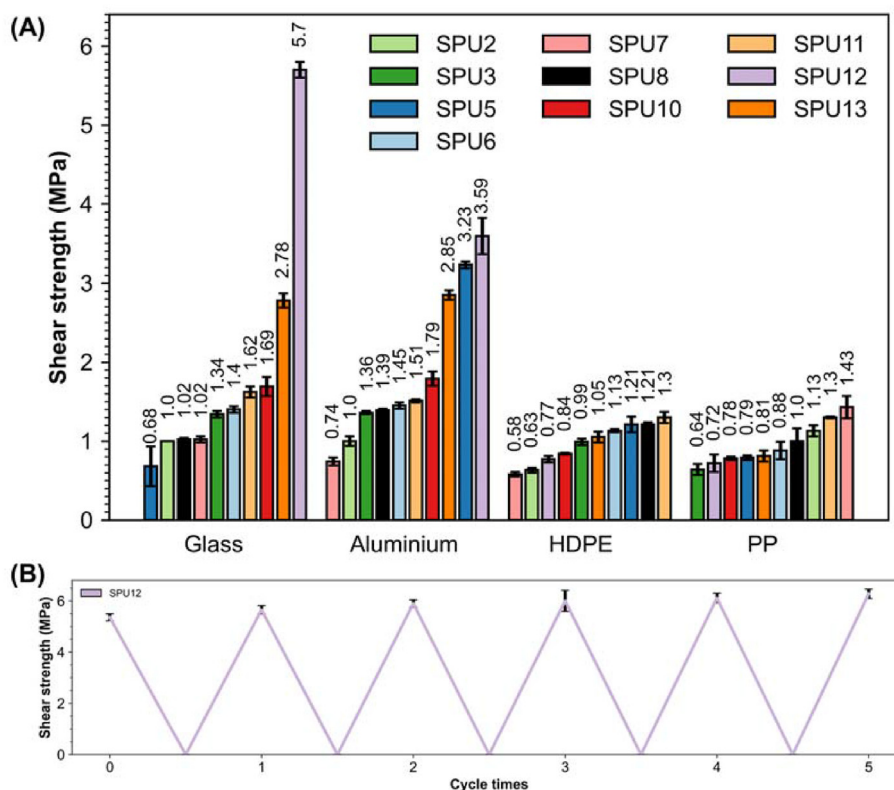 (A)
Shear strength (MPa)
6
5
4
3
2
1
0
SPU2
SPU3
SPU5
SPU6
SPU7
SPU8
SPU10
SPU11
SPU12
SPU13
0.68
1.0
1.02
1.02
1.34
1.4
1.62
1.69
2.78
5.7
0.74
1.0
1.36
1.39
1.45
1.51
1.79
2.85
3.23
3.59
0.58
0.63
0.77
0.84
0.99
1.05
1.13
1.21
1.21
1.3
0.64
0.72
0.78
0.79
0.81
0.88
1.0
1.13
1.3
1.43
Glass
Aluminium
HDPE
PP
(B)
Shear strength (MPa)
6
4
2
0
SPU12
0
1
2
3
4
5
Cycle times